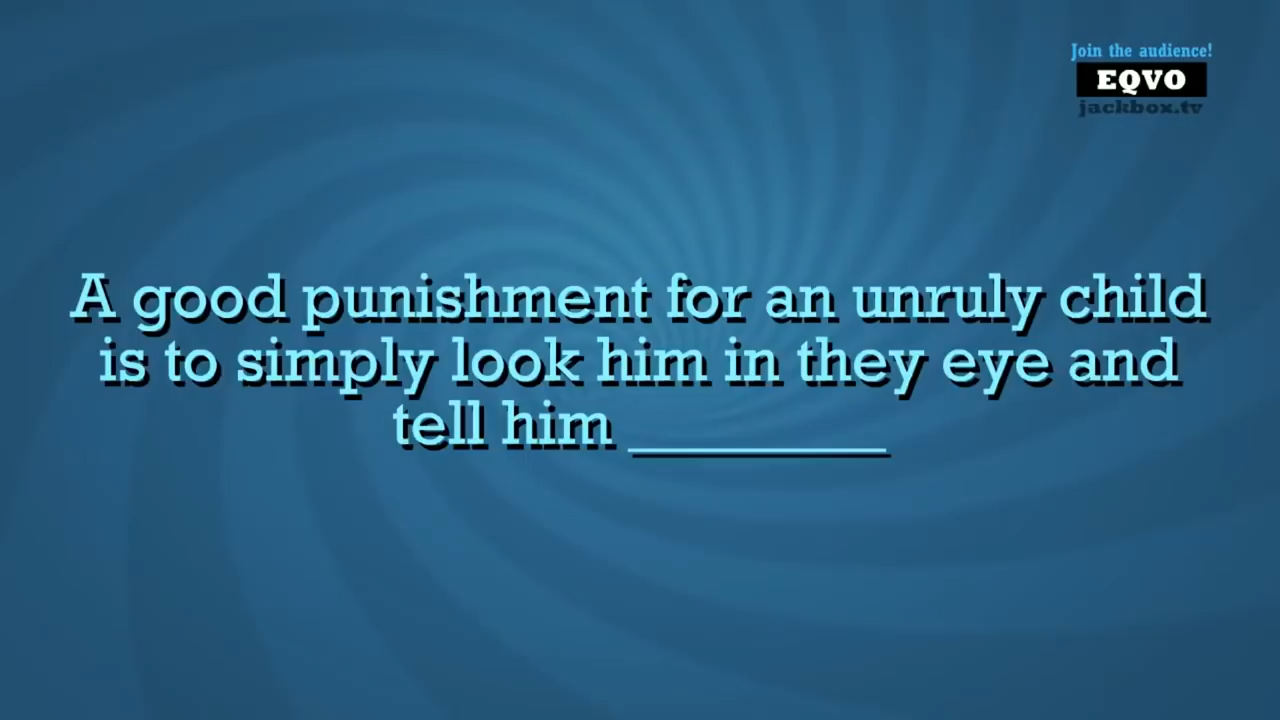 Join the audience!
EQVO
jackbox.tv
A good punishment for an unruly child
is to simply look him in they eye and
tell him ________